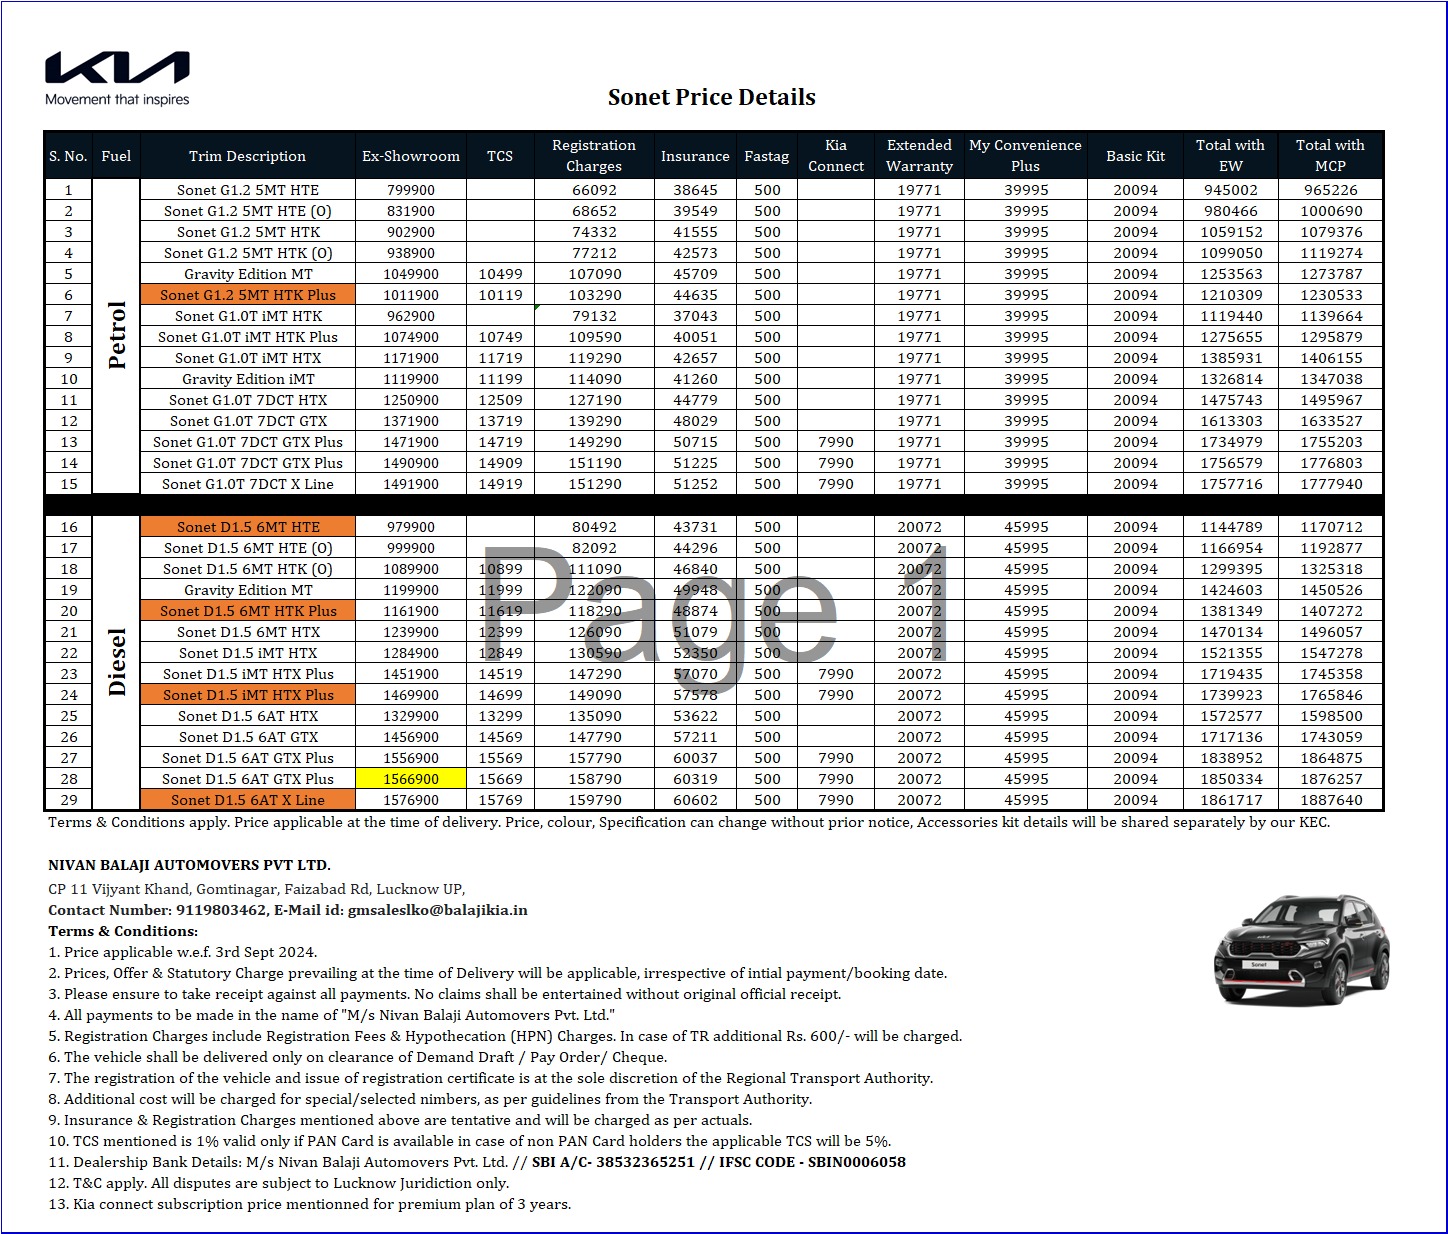 KIA
Movement that inspires
Sonet Price Details
S. No. Fuel Trim Description Ex-Showroom TCS Registration Charges Insurance Fastag Kia Connect Extended Warranty My Convenience Plus Basic Kit Total with EW Total with MCP
Petrol
1 Sonet G1.2 5MT HTE 799900 66092 38645 500 19771 39995 20094 945002 965226
2 Sonet G1.2 5MT HTE (O) 831900 68652 39549 500 19771 39995 20094 980466 1000690
3 Sonet G1.2 5MT HTK 902900 74332 41555 500 19771 39995 20094 1059152 1079376
4 Sonet G1.2 5MT HTK (O) 938900 77212 42573 500 19771 39995 20094 1099050 1119274
5 Gravity Edition MT 1049900 10499 107090 45709 500 19771 39995 20094 1253563 1273787
6 Sonet G1.2 5MT HTK Plus 1011900 10119 103290 44635 500 19771 39995 20094 1210309 1230533
7 Sonet G1.0T iMT HTK 962900 79132 37043 500 19771 39995 20094 1119440 1139664
8 Sonet G1.0T iMT HTK Plus 1074900 10749 109590 40051 500 19771 39995 20094 1275655 1295879
9 Sonet G1.0T iMT HTX 1171900 11719 119290 42657 500 19771 39995 20094 1385931 1406155
10 Gravity Edition iMT 1119900 11199 114090 41260 500 19771 39995 20094 1326814 1347038
11 Sonet G1.0T 7DCT HTX 1250900 12509 127190 44779 500 19771 39995 20094 1475743 1495967
12 Sonet G1.0T 7DCT GTX 1371900 13719 139290 48029 500 19771 39995 20094 1613303 1633527
13 Sonet G1.0T 7DCT GTX Plus 1471900 14719 149290 50715 500 7990 19771 39995 20094 1734979 1755203
14 Sonet G1.0T 7DCT GTX Plus 1490900 14909 151190 51225 500 7990 19771 39995 20094 1756579 1776803
15 Sonet G1.0T 7DCT X Line 1491900 14919 151290 51252 500 7990 19771 39995 20094 1757716 1777940
Diesel
16 Sonet D1.5 6MT HTE 979900 80492 43731 500 20072 45995 20094 1144789 1170712
17 Sonet D1.5 6MT HTE (O) 999900 82092 44296 500 20072 45995 20094 1166954 1192877
18 Sonet D1.5 6MT HTK (O) 1089900 10899 111090 46840 500 20072 45995 20094 1299395 1325318
19 Gravity Edition MT 1199900 11999 122090 49948 500 20072 45995 20094 1424603 1450526
20 Sonet D1.5 6MT HTK Plus 1161900 11619 118290 48874 500 20072 45995 20094 1381349 1407272
21 Sonet D1.5 6MT HTX 1239900 12399 126090 51079 500 20072 45995 20094 1470134 1496057
22 Sonet D1.5 iMT HTX 1284900 12849 130590 52350 500 20072 45995 20094 1521355 1547278
23 Sonet D1.5 iMT HTX Plus 1451900 14519 147290 57070 500 7990 20072 45995 20094 1719435 1745358
24 Sonet D1.5 iMT HTX Plus 1469900 14699 149090 57578 500 7990 20072 45995 20094 1739923 1765846
25 Sonet D1.5 6AT HTX 1329900 13299 135090 53622 500 20072 45995 20094 1572577 1598500
26 Sonet D1.5 6AT GTX 1456900 14569 147790 57211 500 20072 45995 20094 1717136 1743059
27 Sonet D1.5 6AT GTX Plus 1556900 15569 157790 60037 500 7990 20072 45995 20094 1838952 1864875
28 Sonet D1.5 6AT GTX Plus 1566900 15669 158790 60319 500 7990 20072 45995 20094 1850334 1876257
29 Sonet D1.5 6AT X Line 1576900 15769 159790 60602 500 7990 20072 45995 20094 1861717 1887640
Page 1
Terms & Conditions apply. Price applicable at the time of delivery. Price, colour, Specification can change without prior notice, Accessories kit details will be shared separately by our KEC.
NIVAN BALAJI AUTOMOVERS PVT LTD.
CP 11 Vijyant Khand, Gomtinagar, Faizabad Rd, Lucknow UP,
Contact Number: 9119803462, E-Mail id: gmsaleslko@balajikia.in
Terms & Conditions:
1. Price applicable w.e.f. 3rd Sept 2024.
2. Prices, Offer & Statutory Charge prevailing at the time of Delivery will be applicable, irrespective of intial payment/booking date.
3. Please ensure to take receipt against all payments. No claims shall be entertained without original official receipt.
4. All payments to be made in the name of "M/s Nivan Balaji Automovers Pvt. Ltd."
5. Registration Charges include Registration Fees & Hypothecation (HPN) Charges. In case of TR additional Rs. 600/- will be charged.
6. The vehicle shall be delivered only on clearance of Demand Draft / Pay Order/ Cheque.
7. The registration of the vehicle and issue of registration certificate is at the sole discretion of the Regional Transport Authority.
8. Additional cost will be charged for special/selected nimbers, as per guidelines from the Transport Authority.
9. Insurance & Registration Charges mentioned above are tentative and will be charged as per actuals.
10. TCS mentioned is 1% valid only if PAN Card is available in case of non PAN Card holders the applicable TCS will be 5%.
11. Dealership Bank Details: M/s Nivan Balaji Automovers Pvt. Ltd. // SBI A/C- 38532365251 // IFSC CODE - SBIN0006058
12. T&C apply. All disputes are subject to Lucknow Juridiction only.
13. Kia connect subscription price mentionned for premium plan of 3 years.
Sonet